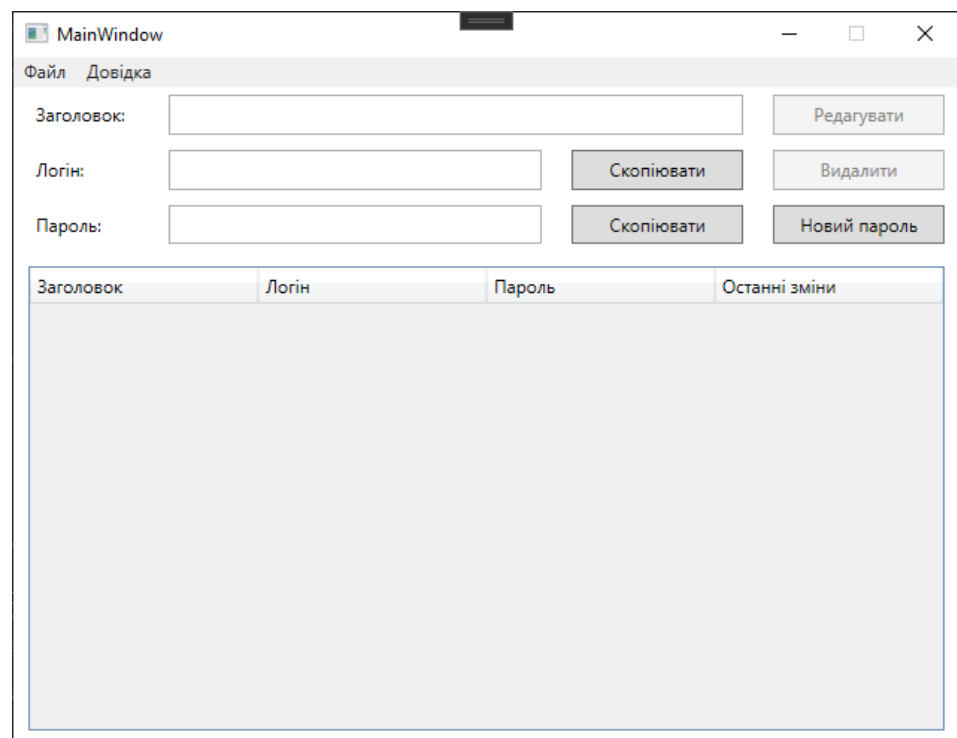 MainWindow
Файл Довідка
Заголовок: Редагувати
Логін: Скопіювати Видалити
Пароль: Скопіювати Новий пароль
Заголовок Логін Пароль Останні зміни